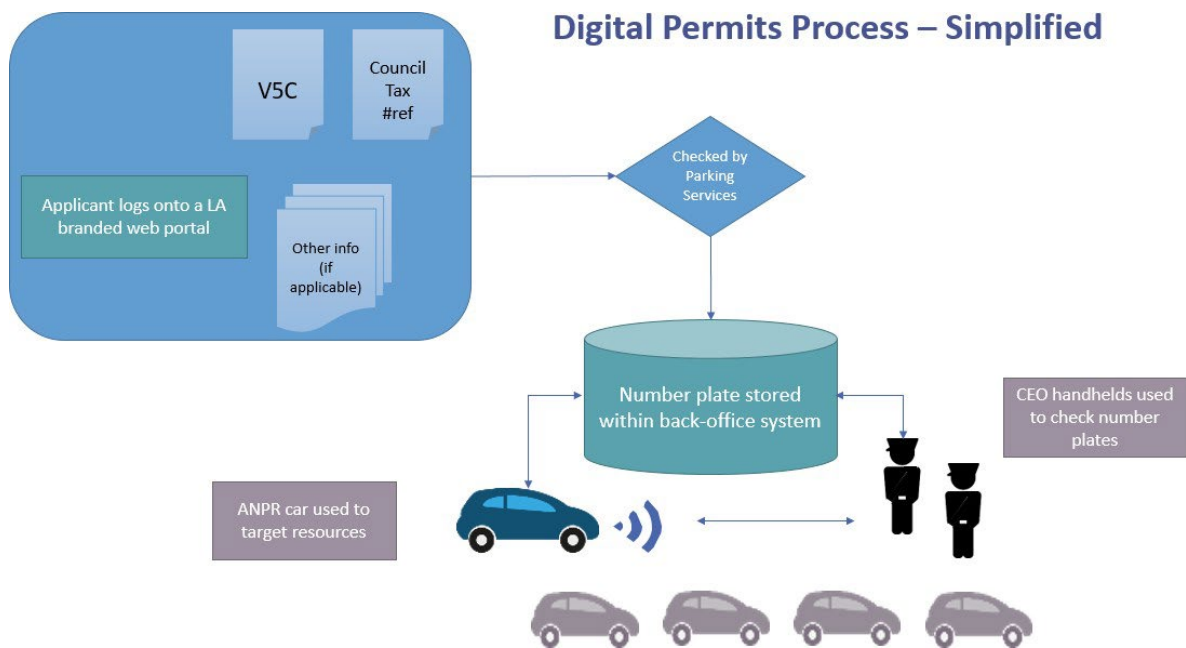 Digital Permits Process – Simplified
V5C
Council
Tax
#ref
Applicant logs onto a LA
branded web portal
Other info
(if
applicable)
Checked by
Parking
Services
Number plate stored
within back-office system
CEO handhelds used
to check number
plates
ANPR car used to
target resources